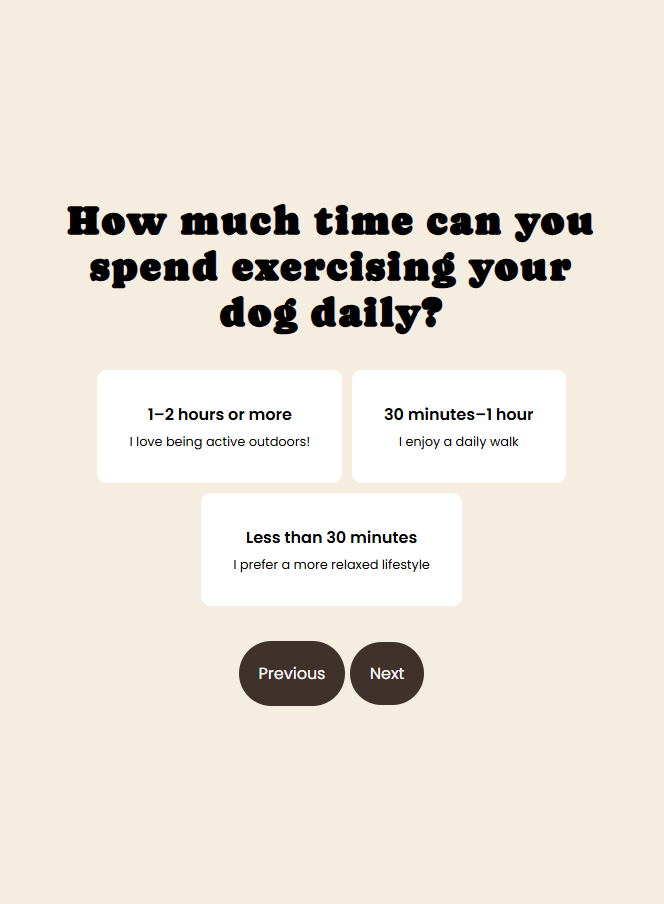 How much time can you
spend exercising your
dog daily?
1–2 hours or more
I love being active outdoors!
30 minutes–1 hour
I enjoy a daily walk
Less than 30 minutes
I prefer a more relaxed lifestyle
Previous
Next